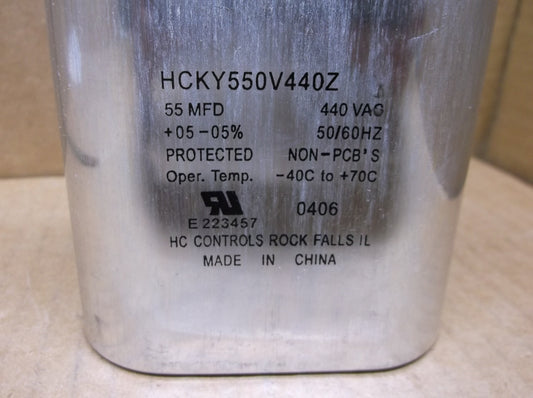 HCKY550V440Z
55 MFD 440 VAC
+05-05% 50/60HZ
PROTECTED NON-PCB'S
Oper. Temp. -40C to +70C
RU 0406
E 223457
HC CONTROLS ROCK FALLS IL
MADE IN CHINA